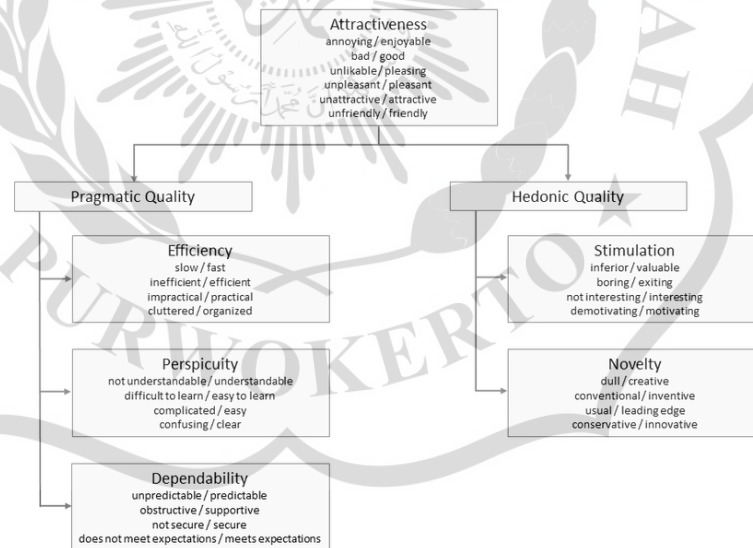 Attractiveness
annoying / enjoyable
bad / good
unlikable / pleasing
unpleasant / pleasant
unattractive / attractive
unfriendly / friendly
Pragmatic Quality
Hedonic Quality
Efficiency
slow / fast
inefficient / efficient
impractical / practical
cluttered / organized
Stimulation
inferior / valuable
boring / exiting
not interesting / interesting
demotivating / motivating
Perspicuity
not understandable / understandable
difficult to learn / easy to learn
complicated / easy
confusing / clear
Novelty
dull / creative
conventional / inventive
usual / leading edge
conservative / innovative
Dependability
unpredictable / predictable
obstructive / supportive
not secure / secure
does not meet expectations / meets expectations
PURWOKERTO
AH